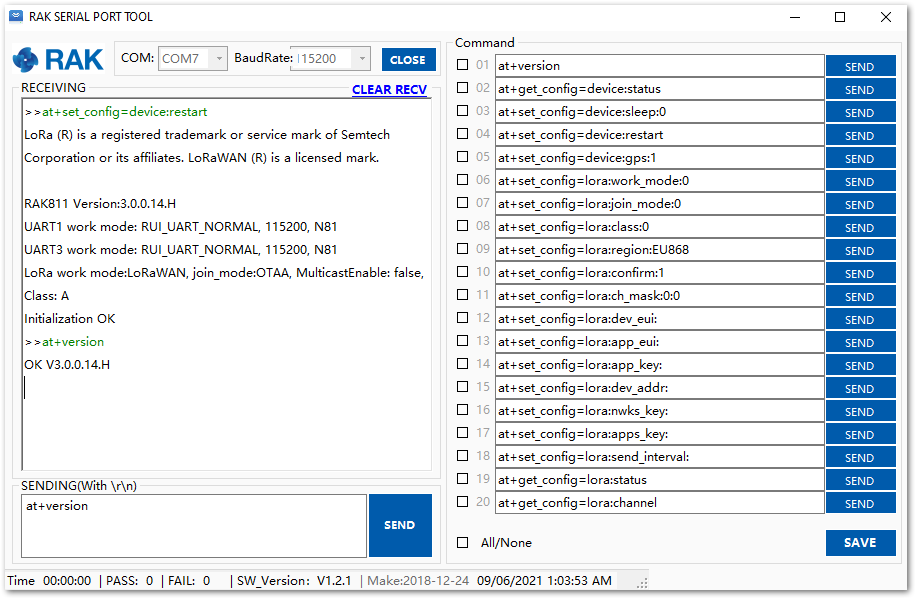 RAK SERIAL PORT TOOL
RAK
COM: COM7 BaudRate: 115200 CLOSE
RECEIVING CLEAR RECV
>>at+set_config=device:restart
LoRa (R) is a registered trademark or service mark of Semtech
Corporation or its affiliates. LoRaWAN (R) is a licensed mark.
RAK811 Version:3.0.0.14.H
UART1 work mode: RUI_UART_NORMAL, 115200, N81
UART3 work mode: RUI_UART_NORMAL, 115200, N81
LoRa work mode:LoRaWAN, join_mode:OTAA, MulticastEnable: false,
Class: A
Initialization OK
>>at+version
OK V3.0.0.14.H
SENDING(With \r\n)
at+version
SEND
Command
01 at+version SEND
02 at+get_config=device:status SEND
03 at+set_config=device:sleep:0 SEND
04 at+set_config=device:restart SEND
05 at+set_config=device:gps:1 SEND
06 at+set_config=lora:work_mode:0 SEND
07 at+set_config=lora:join_mode:0 SEND
08 at+set_config=lora:class:0 SEND
09 at+set_config=lora:region:EU868 SEND
10 at+set_config=lora:confirm:1 SEND
11 at+set_config=lora:ch_mask:0:0 SEND
12 at+set_config=lora:dev_eui: SEND
13 at+set_config=lora:app_eui: SEND
14 at+set_config=lora:app_key: SEND
15 at+set_config=lora:dev_addr: SEND
16 at+set_config=lora:nwks_key: SEND
17 at+set_config=lora:apps_key: SEND
18 at+set_config=lora:send_interval: SEND
19 at+get_config=lora:status SEND
20 at+get_config=lora:channel SEND
All/None SAVE
Time 00:00:00 | PASS: 0 | FAIL: 0 | SW_Version: V1.2.1 | Make:2018-12-24 09/06/2021 1:03:53 AM